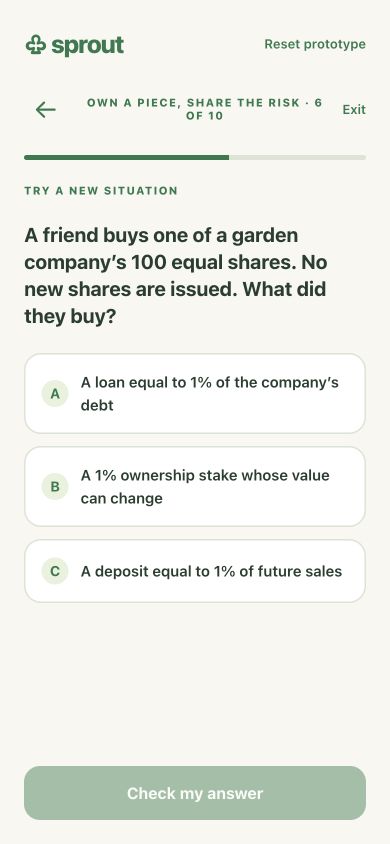 sprout
Reset prototype
OWN A PIECE, SHARE THE RISK · 6
OF 10
Exit
TRY A NEW SITUATION
A friend buys one of a garden
company’s 100 equal shares. No
new shares are issued. What did
they buy?
A
A loan equal to 1% of the company’s
debt
B
A 1% ownership stake whose value
can change
C
A deposit equal to 1% of future sales
Check my answer